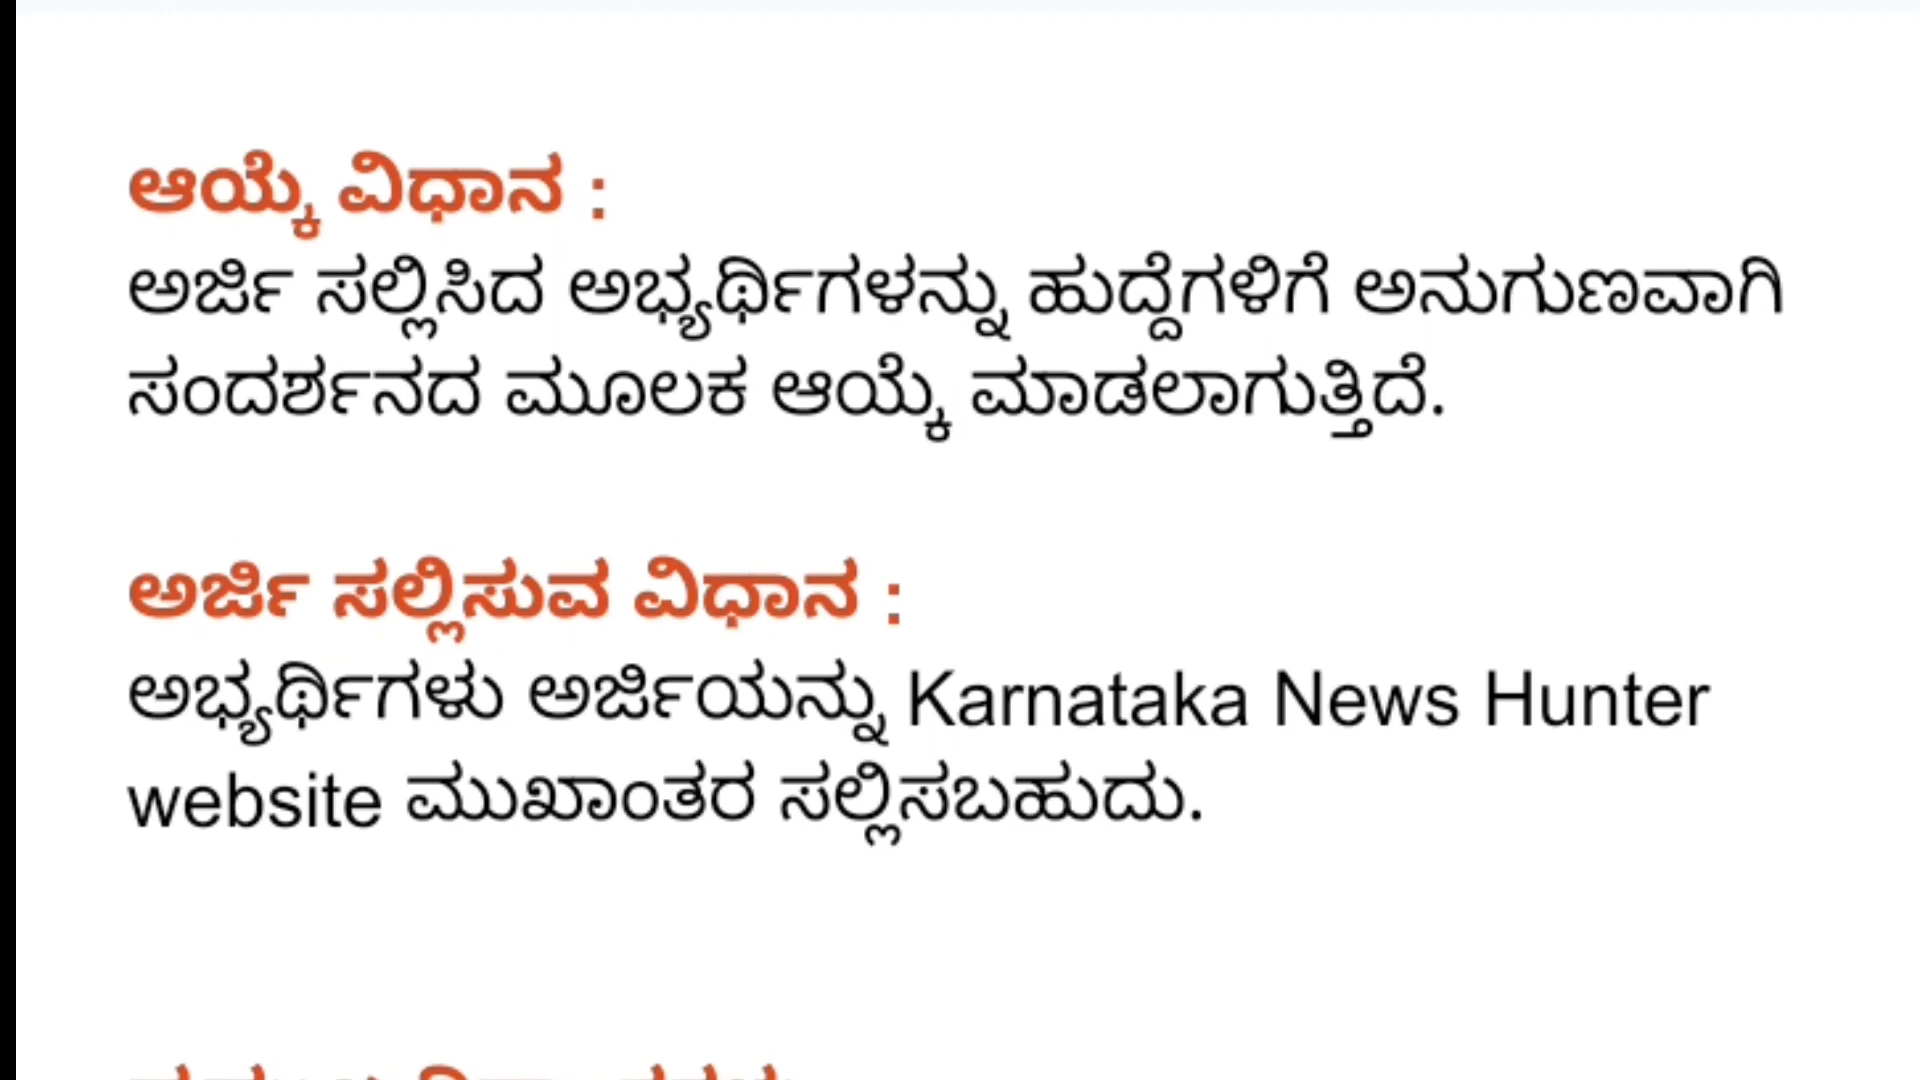 ಆಯ್ಕೆ ವಿಧಾನ :
ಅರ್ಜಿ ಸಲ್ಲಿಸಿದ ಅಭ್ಯರ್ಥಿಗಳನ್ನು ಹುದ್ದೆಗಳಿಗೆ ಅನುಗುಣವಾಗಿ
ಸಂದರ್ಶನದ ಮೂಲಕ ಆಯ್ಕೆ ಮಾಡಲಾಗುತ್ತಿದೆ.
ಅರ್ಜಿ ಸಲ್ಲಿಸುವ ವಿಧಾನ :
ಅಭ್ಯರ್ಥಿಗಳು ಅರ್ಜಿಯನ್ನು Karnataka News Hunter
website ಮುಖಾಂತರ ಸಲ್ಲಿಸಬಹುದು.